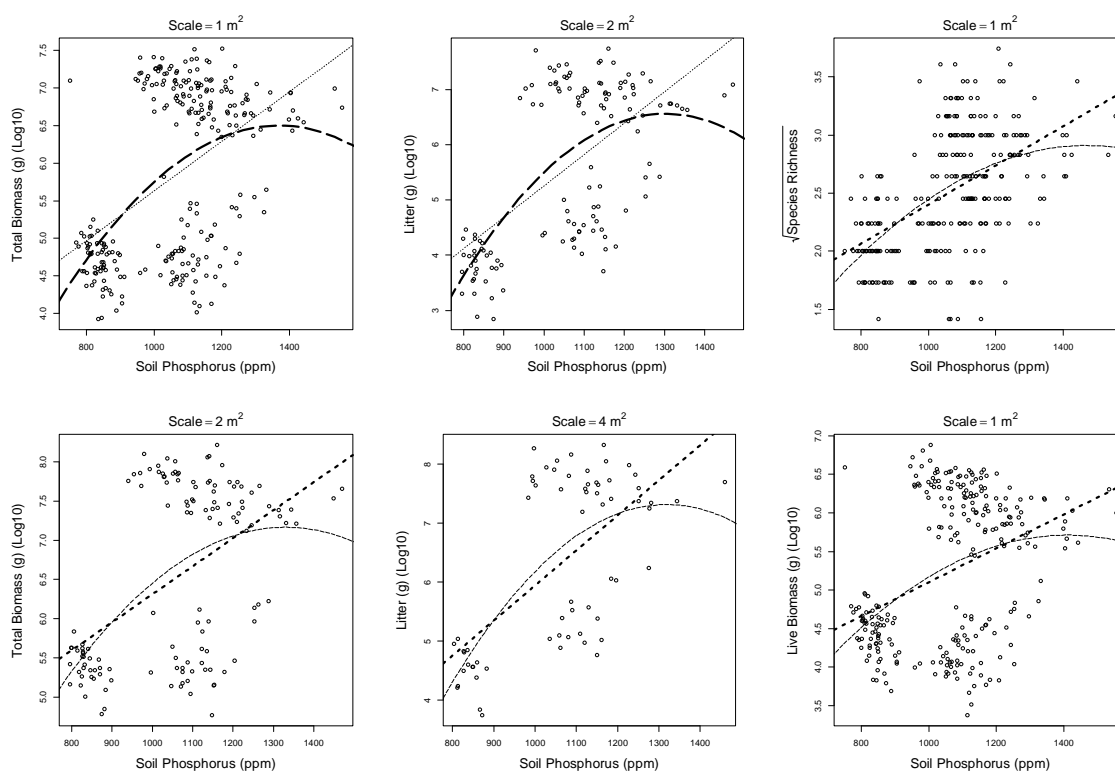 Scale = 1 m²
Total Biomass (g) (Log10)
7.5
7.0
6.5
6.0
5.5
5.0
4.5
4.0
800 1000 1200 1400
Soil Phosphorus (ppm)
Scale = 2 m²
Litter (g) (Log10)
7
6
5
4
3
800 900 1000 1100 1200 1300 1400
Soil Phosphorus (ppm)
Scale = 1 m²
√Species Richness
3.5
3.0
2.5
2.0
1.5
800 1000 1200 1400
Soil Phosphorus (ppm)
Scale = 2 m²
Total Biomass (g) (Log10)
8.0
7.5
7.0
6.5
6.0
5.5
5.0
800 900 1000 1100 1200 1300 1400
Soil Phosphorus (ppm)
Scale = 4 m²
Litter (g) (Log10)
8
7
6
5
4
800 900 1000 1100 1200 1300 1400
Soil Phosphorus (ppm)
Scale = 1 m²
Live Biomass (g) (Log10)
7.0
6.5
6.0
5.5
5.0
4.5
4.0
3.5
800 1000 1200 1400
Soil Phosphorus (ppm)